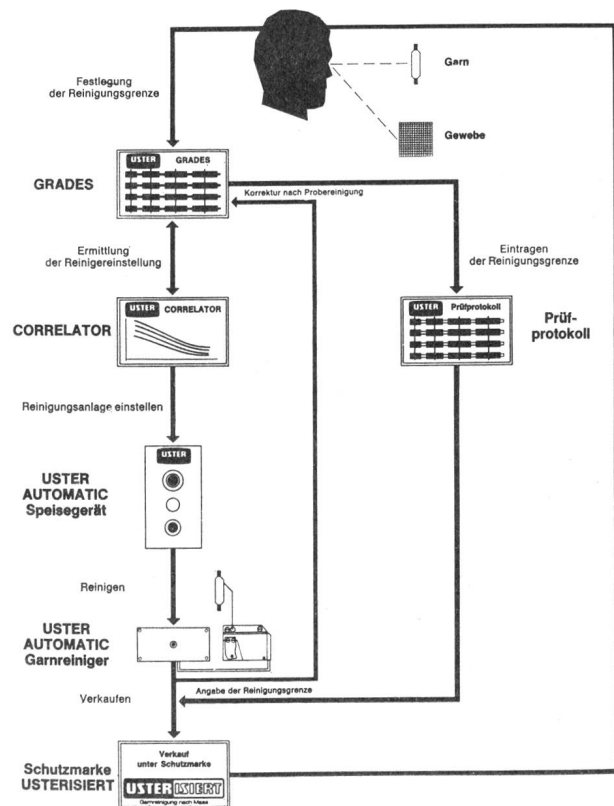 Garn
Festlegung
der Reinigungsgrenze
Gewebe
USTER GRADES
GRADES
Korrektur nach Probereinigung
Ermittlung
der Reinigereinstellung
Eintragen
der Reinigungsgrenze
USTER CORRELATOR
CORRELATOR
USTER Prüfprotokoll
Prüf-
protokoll
Reinigungsanlage einstellen
USTER
USTER
AUTOMATIC
Speisegerät
Reinigen
USTER
AUTOMATIC
Garnreiniger
Verkaufen
Angabe der Reinigungsgrenze
Verkauf
unter Schutzmarke
Schutzmarke
USTERISIERT
USTERISIERT
Garnreinigung nach Mass